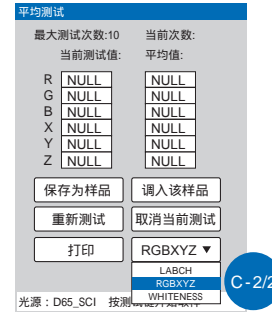 平均测试
最大测试次数:10 当前次数:
当前测试值: 平均值:
R NULL NULL
G NULL NULL
B NULL NULL
X NULL NULL
Y NULL NULL
Z NULL NULL
保存为样品 调入该样品
重新测试 取消当前测试
打印 RGBXYZ ▼
LABCH
RGBXYZ
WHITENESS
C-2/2
光源：D65_SCI 按测